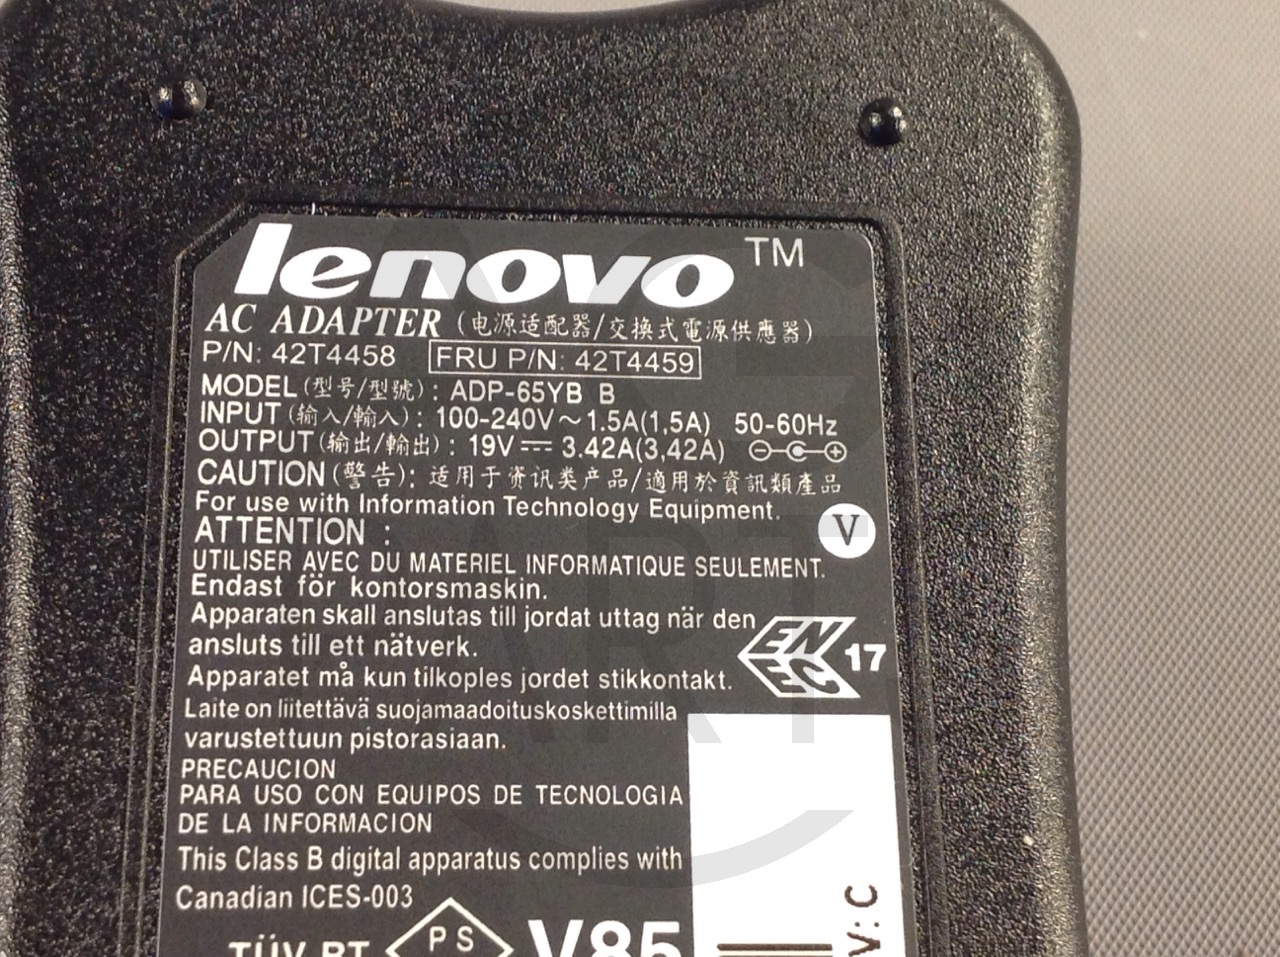 lenovo™
AC ADAPTER (电源适配器/交換式電源供應器)
P/N: 42T4458 FRU P/N: 42T4459
MODEL (型号/型號) : ADP-65YB B
INPUT (输入/輸入) : 100-240V～1.5A(1,5A) 50-60Hz
OUTPUT (输出/輸出) : 19V⎓ 3.42A(3,42A)
CAUTION (警告): 适用于资讯类产品/適用於資訊類產品
For use with Information Technology Equipment.
V
ATTENTION :
UTILISER AVEC DU MATERIEL INFORMATIQUE SEULEMENT.
Endast för kontorsmaskin.
Apparaten skall anslutas till jordat uttag när den
ansluts till ett nätverk.
Apparatet må kun tilkoples jordet stikkontakt.
EN
EC
17
Laite on liitettävä suojamaadoituskoskettimilla
varustettuun pistorasiaan.
PRECAUCION
PARA USO CON EQUIPOS DE TECNOLOGIA
DE LA INFORMACION
This Class B digital apparatus complies with
Canadian ICES-003
TÜV RT
PS
V85
V: C
ART